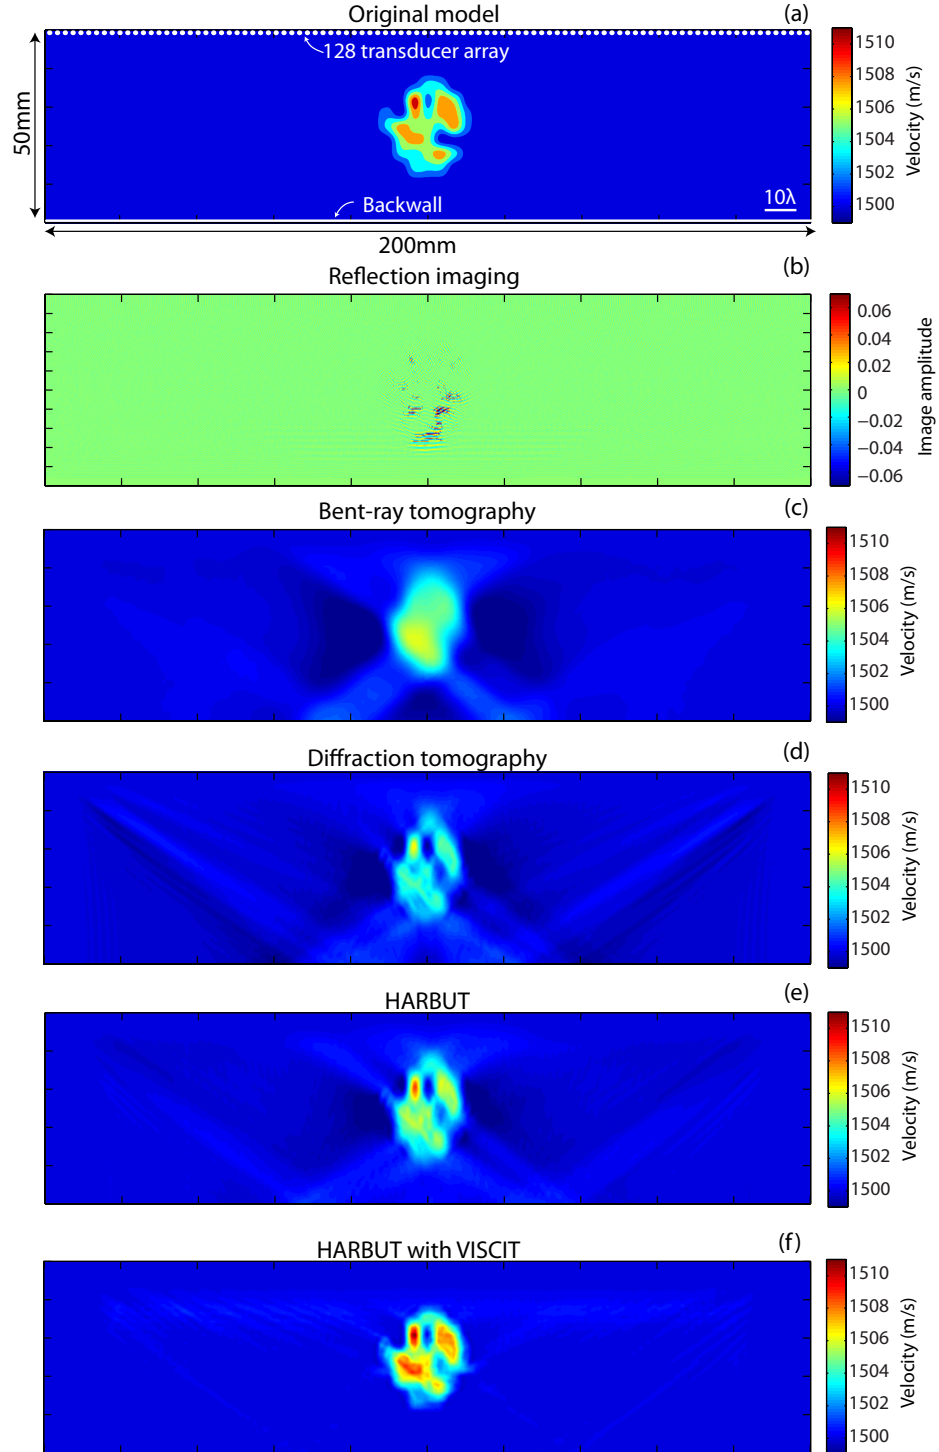 Original model
(a)
128 transducer array
50mm
Backwall
10λ
200mm
1510
1508
1506
1504
1502
1500
Velocity (m/s)
(b)
Reflection imaging
0.06
0.04
0.02
0
−0.02
−0.04
−0.06
Image amplitude
(c)
Bent-ray tomography
1510
1508
1506
1504
1502
1500
Velocity (m/s)
(d)
Diffraction tomography
1510
1508
1506
1504
1502
1500
Velocity (m/s)
(e)
HARBUT
1510
1508
1506
1504
1502
1500
Velocity (m/s)
(f)
HARBUT with VISCIT
1510
1508
1506
1504
1502
1500
Velocity (m/s)